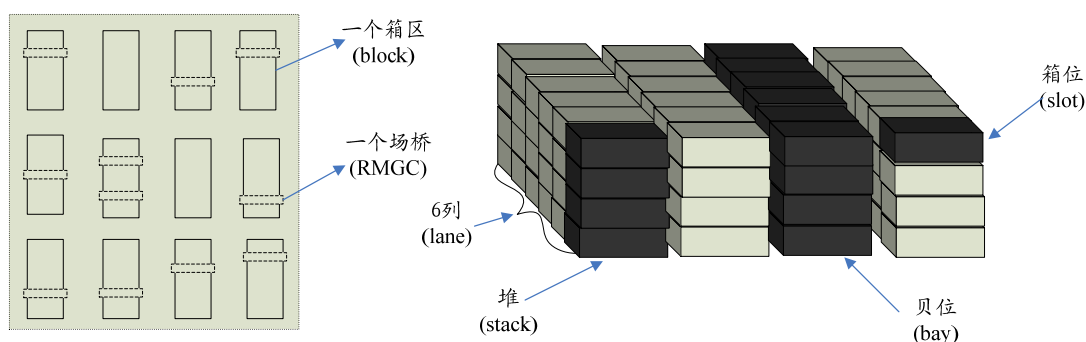 一个箱区
(block)
一个场桥
(RMGC)
箱位
(slot)
6列
(lane)
堆
(stack)
贝位
(bay)